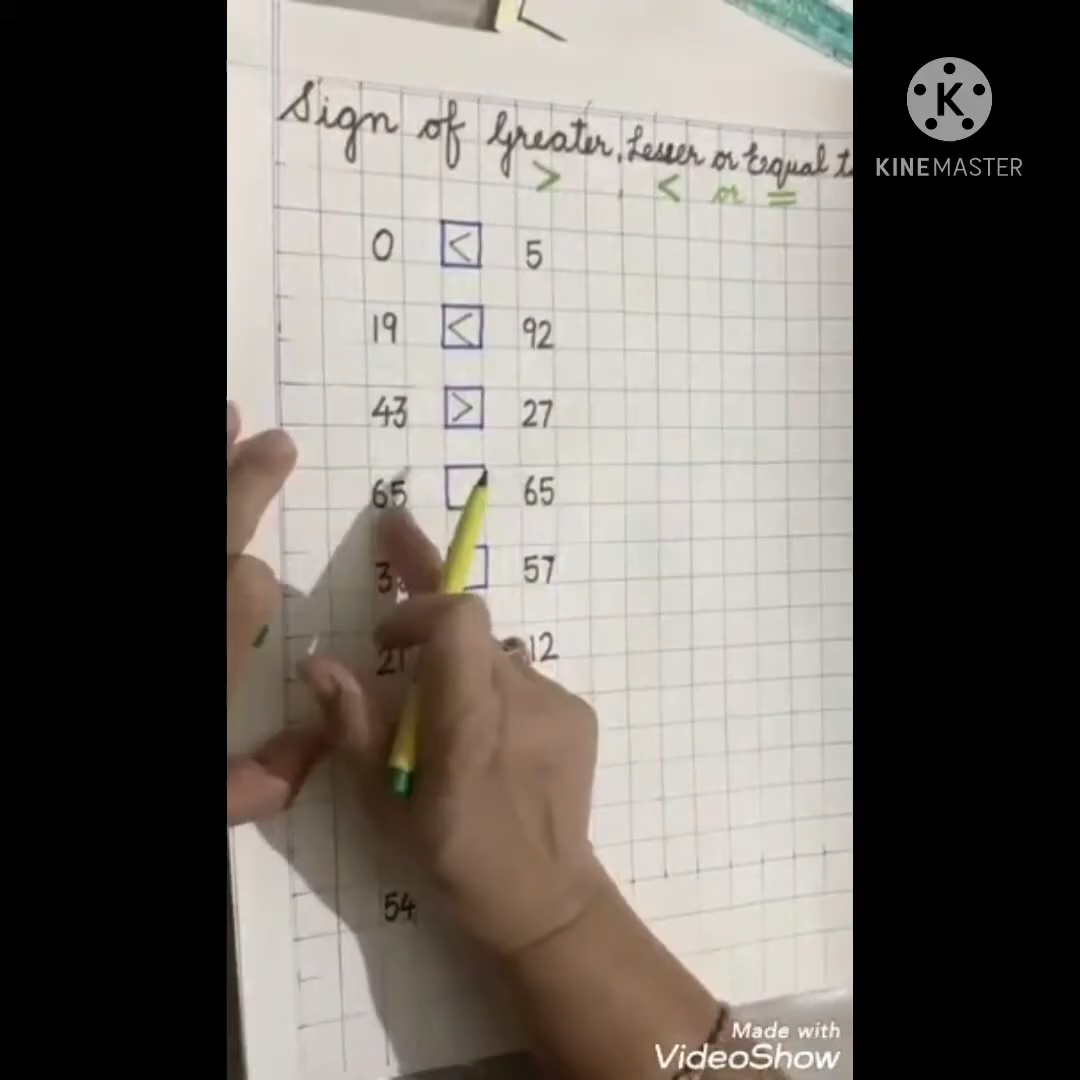 Sign of Greater, Lesser or Equal
> , < or =
0 < 5
19 < 92
43 > 27
65 65
57
21 12
54
K
KINEMASTER
Made with
VideoShow